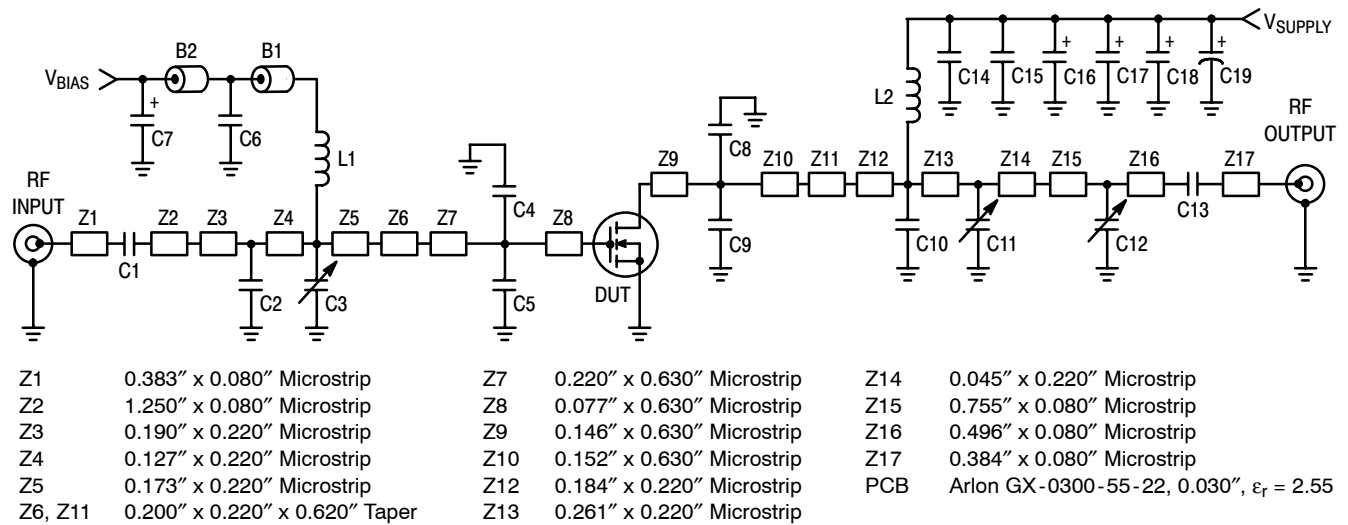 V_BIAS
B2
B1
C7
C6
L1
RF INPUT
Z1
C1
Z2
Z3
Z4
Z5
Z6
Z7
C2
C3
C4
C5
Z8
DUT
Z9
C8
C9
Z10
Z11
Z12
L2
C10
Z13
C11
Z14
Z15
C12
Z16
C13
Z17
C14
C15
+
C16
+
C17
+
C18
+
C19
+
V_SUPPLY
RF OUTPUT
Z1 0.383″ x 0.080″ Microstrip
Z2 1.250″ x 0.080″ Microstrip
Z3 0.190″ x 0.220″ Microstrip
Z4 0.127″ x 0.220″ Microstrip
Z5 0.173″ x 0.220″ Microstrip
Z6, Z11 0.200″ x 0.220″ x 0.620″ Taper
Z7 0.220″ x 0.630″ Microstrip
Z8 0.077″ x 0.630″ Microstrip
Z9 0.146″ x 0.630″ Microstrip
Z10 0.152″ x 0.630″ Microstrip
Z12 0.184″ x 0.220″ Microstrip
Z13 0.261″ x 0.220″ Microstrip
Z14 0.045″ x 0.220″ Microstrip
Z15 0.755″ x 0.080″ Microstrip
Z16 0.496″ x 0.080″ Microstrip
Z17 0.384″ x 0.080″ Microstrip
PCB Arlon GX-0300-55-22, 0.030″, εr = 2.55